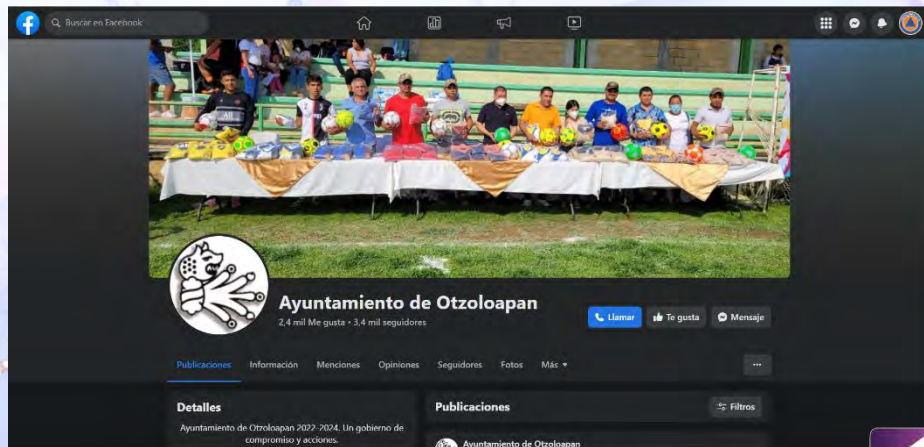 Buscar en Facebook
Ayuntamiento de Otzoloapan
2,4 mil Me gusta • 3,4 mil seguidores
Llamar
Te gusta
Mensaje
Publicaciones
Información
Menciones
Opiniones
Seguidores
Fotos
Más
Detalles
Ayuntamiento de Otzoloapan 2022-2024. Un gobierno de
compromiso y acciones.
Publicaciones
Filtros
Ayuntamiento de Otzoloapan